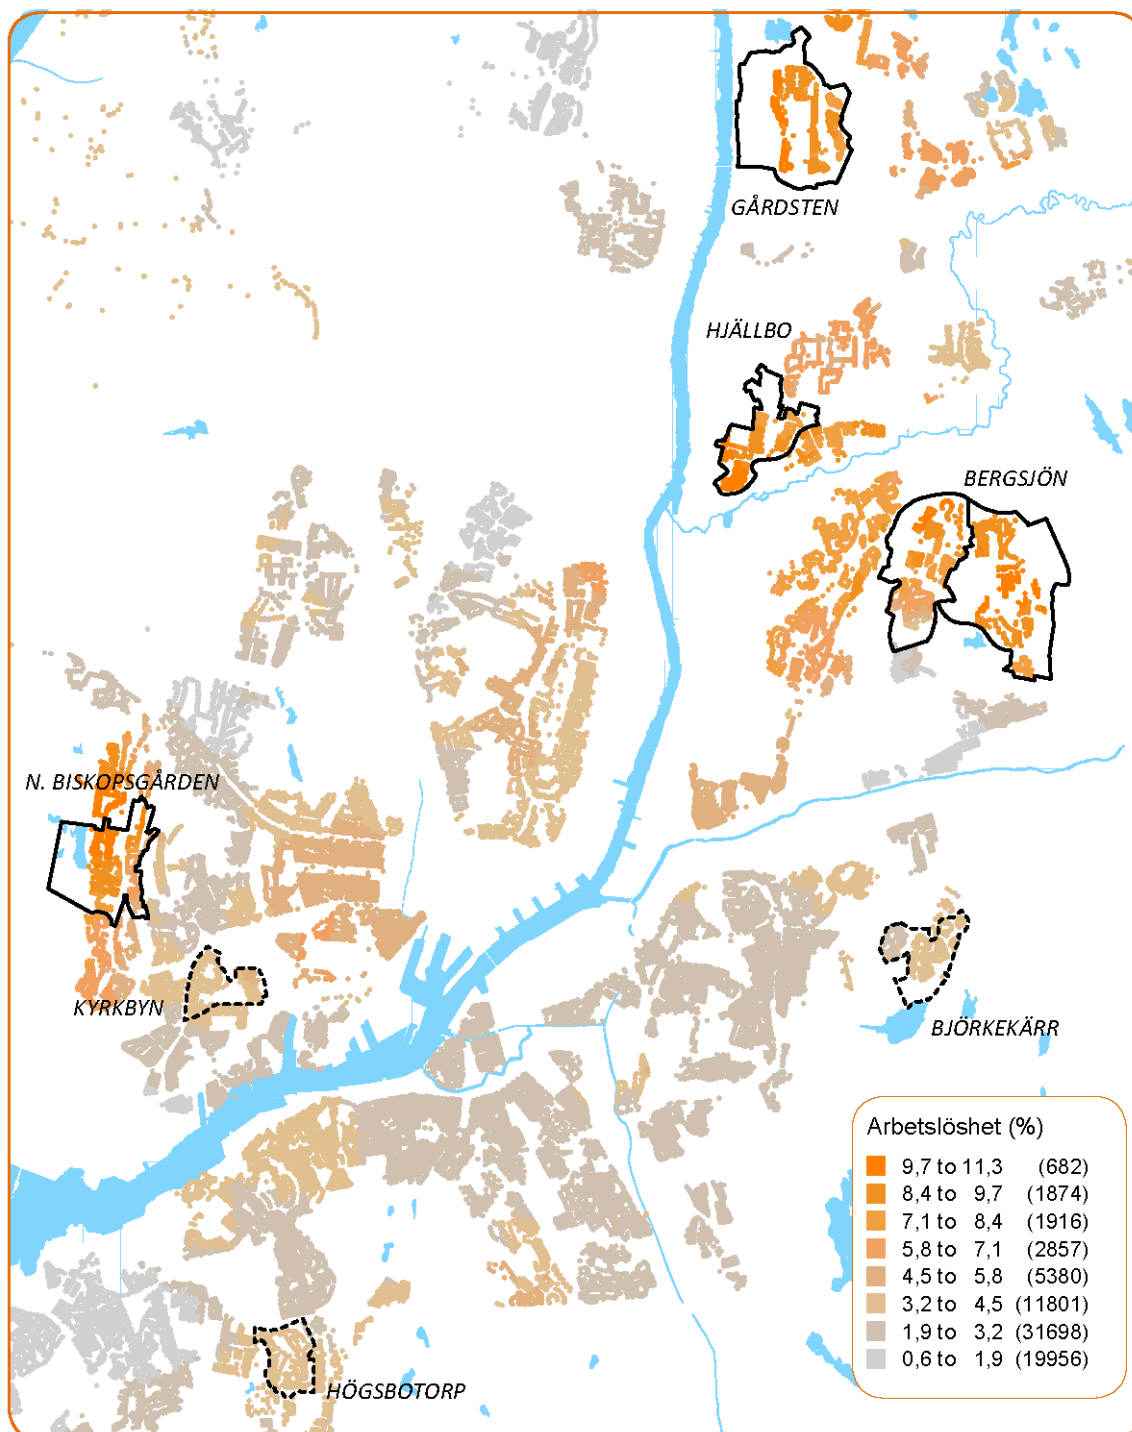 GÅRDSTEN
HJÄLLBO
BERGSJÖN
N. BISKOPSGÅRDEN
KYRKBYN
BJÖRKEKÄRR
HÖGSBOTORP
Arbetslöshet (%)
9,7 to 11,3 (682)
8,4 to 9,7 (1874)
7,1 to 8,4 (1916)
5,8 to 7,1 (2857)
4,5 to 5,8 (5380)
3,2 to 4,5 (11801)
1,9 to 3,2 (31698)
0,6 to 1,9 (19956)